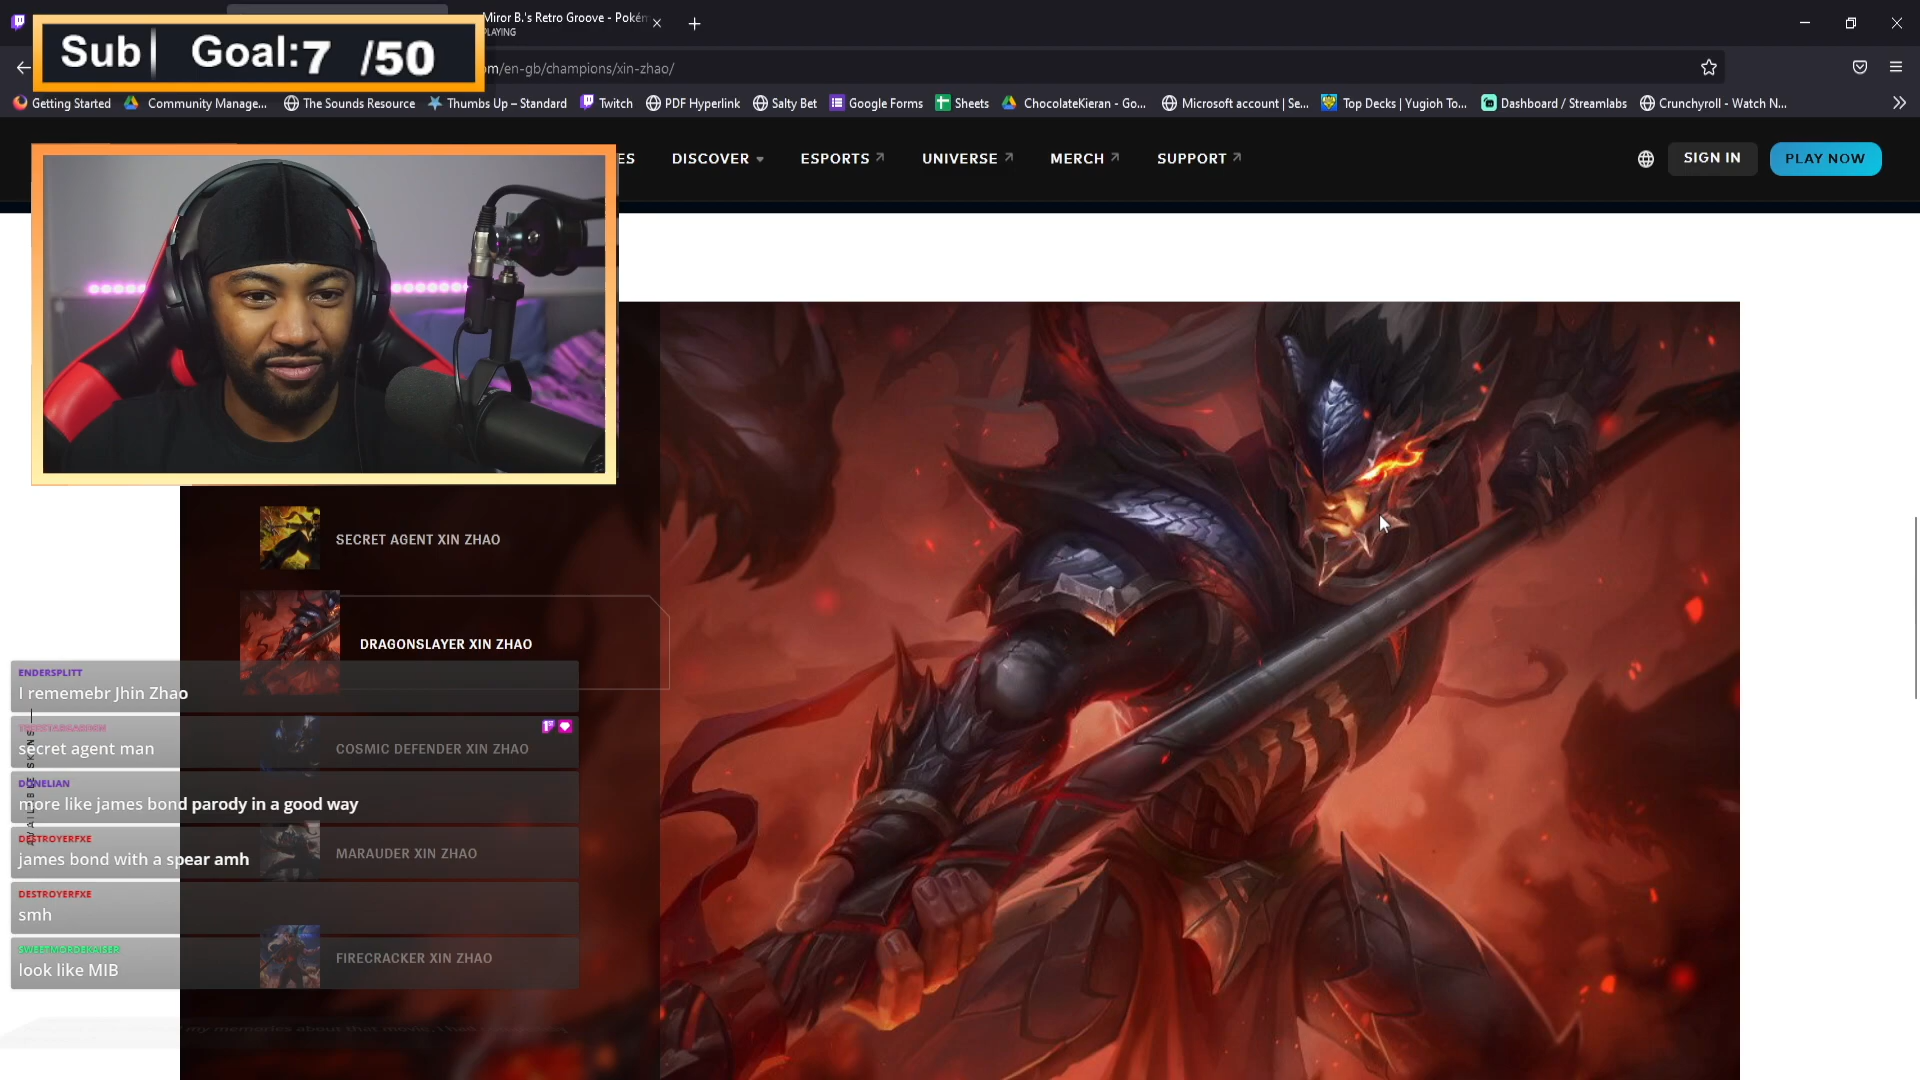 Miror B.'s Retro Groove - Pokén
PLAYING
Sub Goal:7 /50
om/en-gb/champions/xin-zhao/
Getting Started
Community Manage...
The Sounds Resource
Thumbs Up – Standard
Twitch
PDF Hyperlink
Salty Bet
Google Forms
Sheets
ChocolateKieran - Go...
Microsoft account | Se...
Top Decks | Yugioh To...
Dashboard / Streamlabs
Crunchyroll - Watch N...
ES
DISCOVER
ESPORTS
UNIVERSE
MERCH
SUPPORT
SIGN IN
PLAY NOW
SECRET AGENT XIN ZHAO
DRAGONSLAYER XIN ZHAO
ENDERSPLITT
I rememebr Jhin Zhao
secret agent man
COSMIC DEFENDER XIN ZHAO
more like james bond parody in a good way
AVAILABLE SKINS
DESTROYERFXE
james bond with a spear amh
MARAUDER XIN ZHAO
DESTROYERFXE
smh
SWEETMORDEKAISER
look like MIB
FIRECRACKER XIN ZHAO